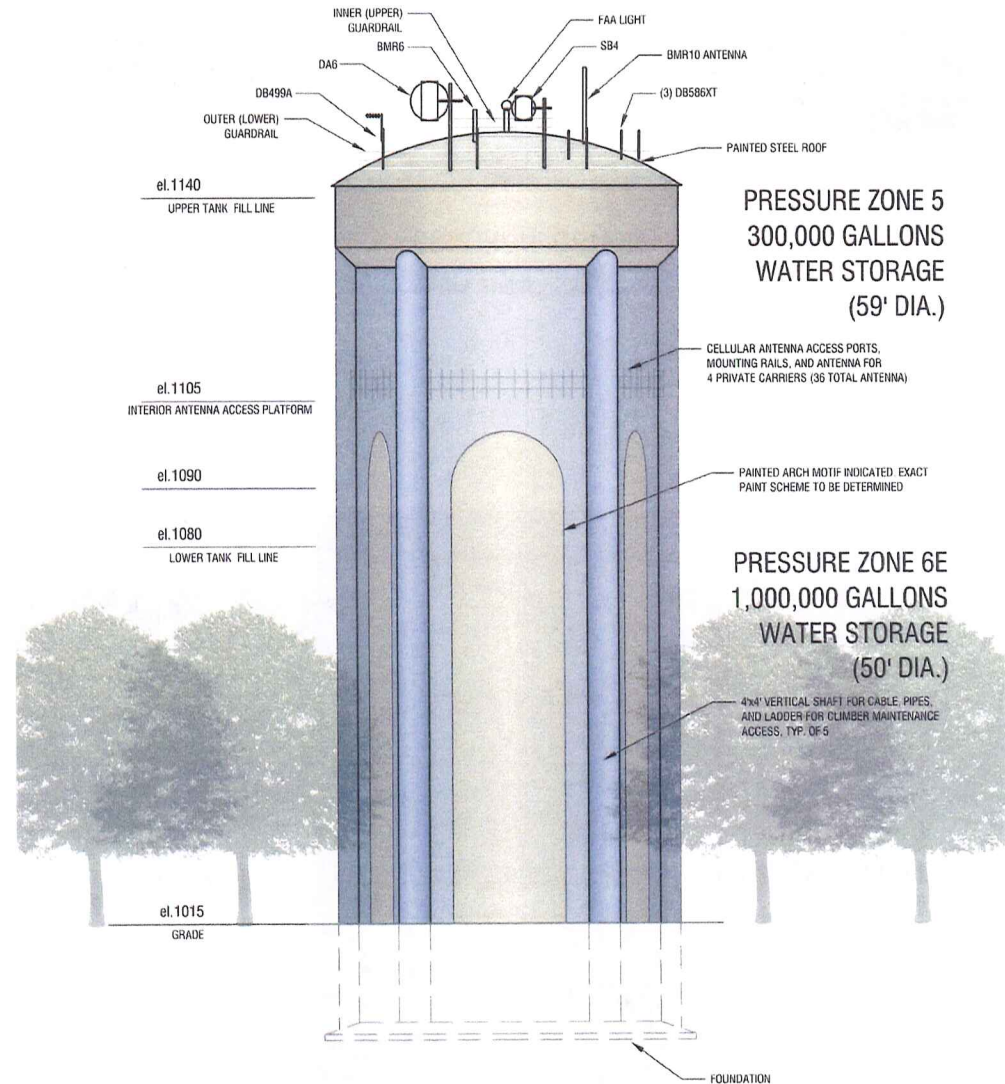 INNER (UPPER)
GUARDRAIL
FAA LIGHT
BMR6
SB4
BMR10 ANTENNA
DA6
(3) DB586XT
DB499A
OUTER (LOWER)
GUARDRAIL
PAINTED STEEL ROOF
el.1140
UPPER TANK FILL LINE
PRESSURE ZONE 5
300,000 GALLONS
WATER STORAGE
(59' DIA.)
CELLULAR ANTENNA ACCESS PORTS,
MOUNTING RAILS, AND ANTENNA FOR
4 PRIVATE CARRIERS (36 TOTAL ANTENNA)
el.1105
INTERIOR ANTENNA ACCESS PLATFORM
PAINTED ARCH MOTIF INDICATED. EXACT
PAINT SCHEME TO BE DETERMINED
el.1090
el.1080
LOWER TANK FILL LINE
PRESSURE ZONE 6E
1,000,000 GALLONS
WATER STORAGE
(50' DIA.)
4'x4' VERTICAL SHAFT FOR CABLE, PIPES,
AND LADDER FOR CLIMBER MAINTENANCE
ACCESS, TYP. OF 5
el.1015
GRADE
FOUNDATION